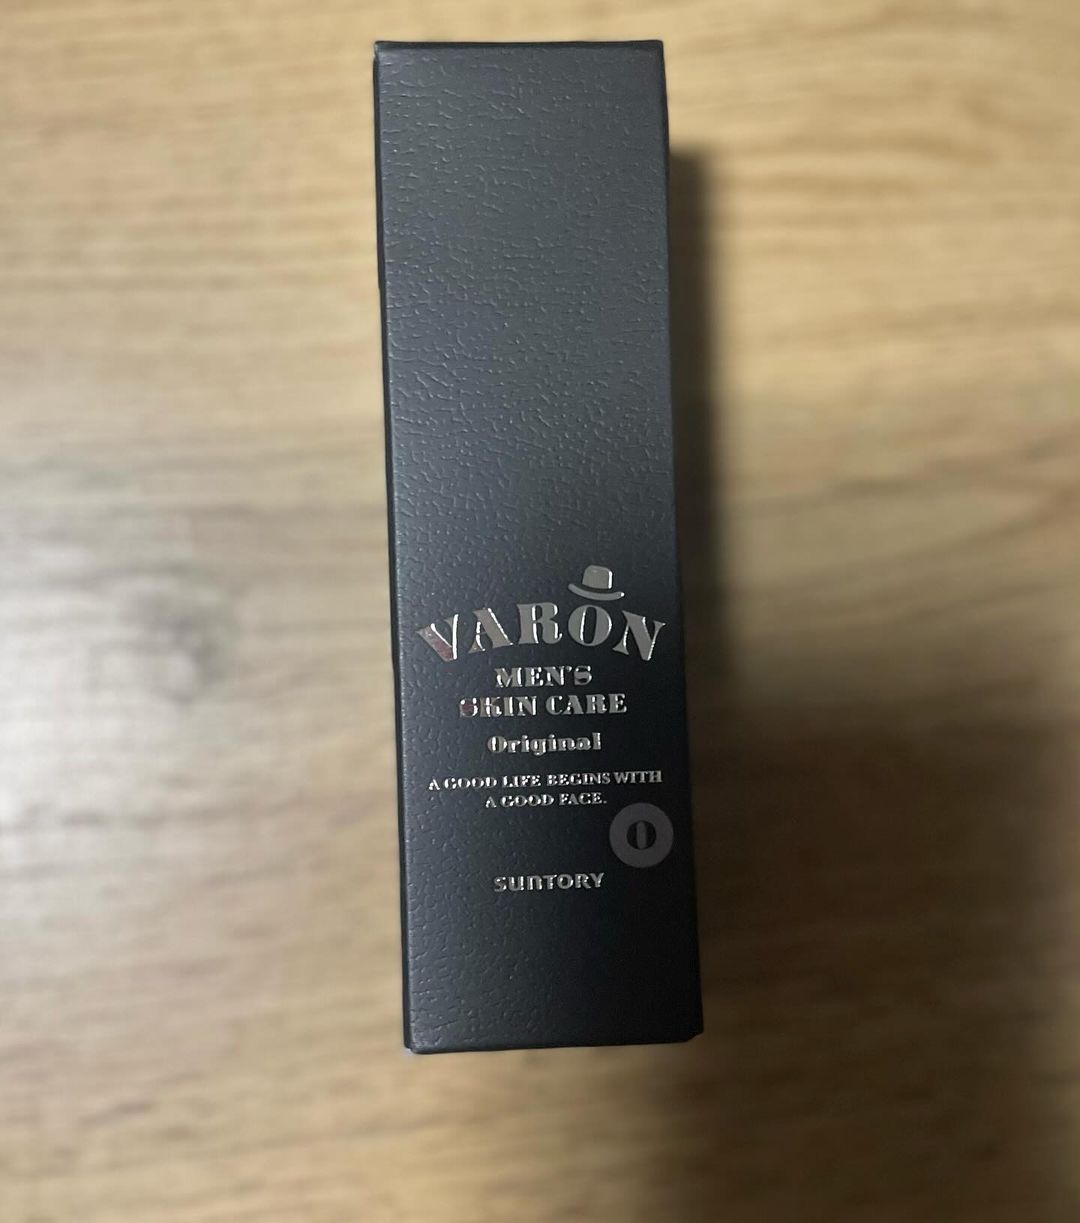 VARON
MEN'S
SKIN CARE
Original
A GOOD LIFE BEGINS WITH
A GOOD FACE.
O
SUNTORY